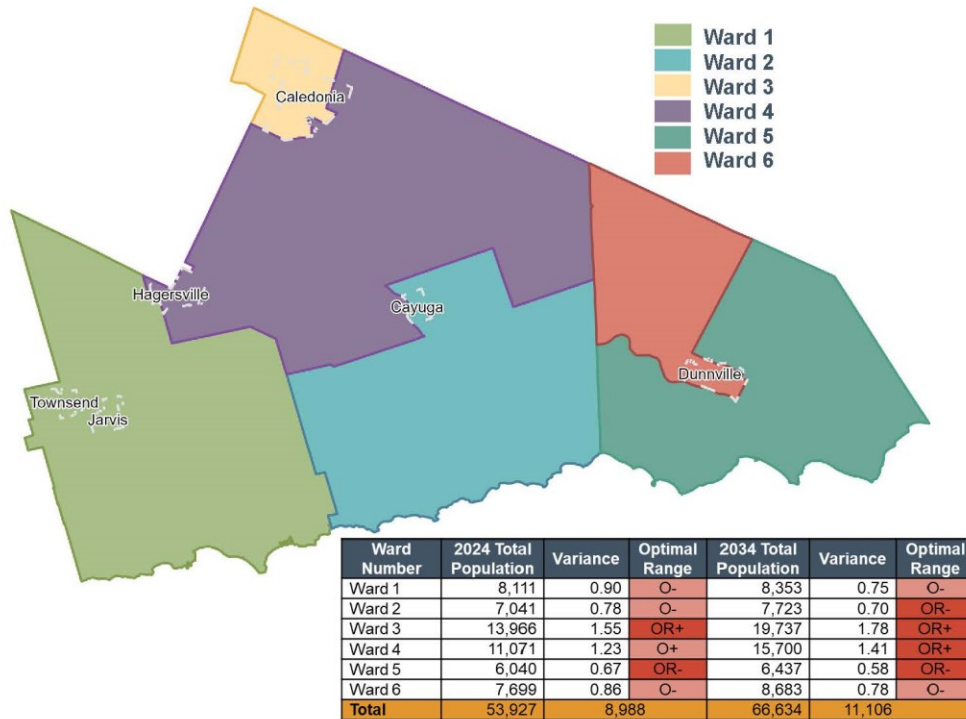 Ward 1
Ward 2
Ward 3
Ward 4
Ward 5
Ward 6
Caledonia
Hagersville
Cayuga
Dunnville
Townsend
Jarvis
Ward Number 2024 Total Population Variance Optimal Range 2034 Total Population Variance Optimal Range
Ward 1 8,111 0.90 O- 8,353 0.75 O-
Ward 2 7,041 0.78 O- 7,723 0.70 OR-
Ward 3 13,966 1.55 OR+ 19,737 1.78 OR+
Ward 4 11,071 1.23 O+ 15,700 1.41 OR+
Ward 5 6,040 0.67 OR- 6,437 0.58 OR-
Ward 6 7,699 0.86 O- 8,683 0.78 O-
Total 53,927 8,988 66,634 11,106